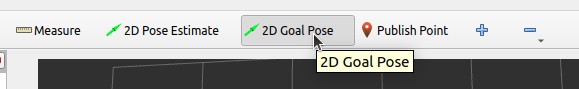 Measure 2D Pose Estimate 2D Goal Pose Publish Point
2D Goal Pose